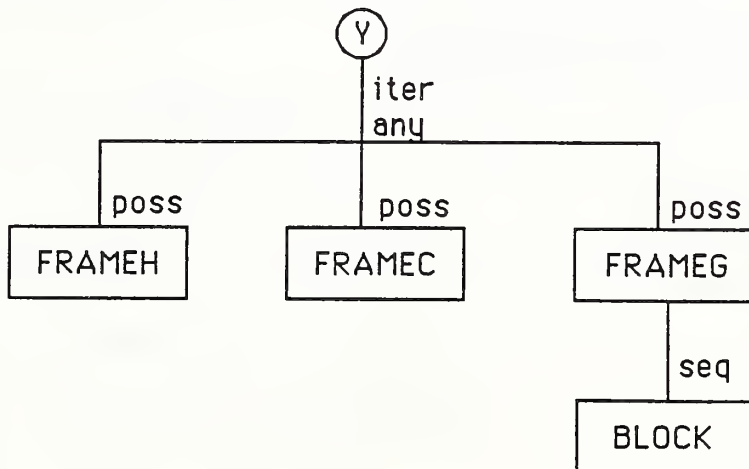 Y
iter
any
poss poss poss
FRAMEH FRAMEC FRAMEG
seq
BLOCK